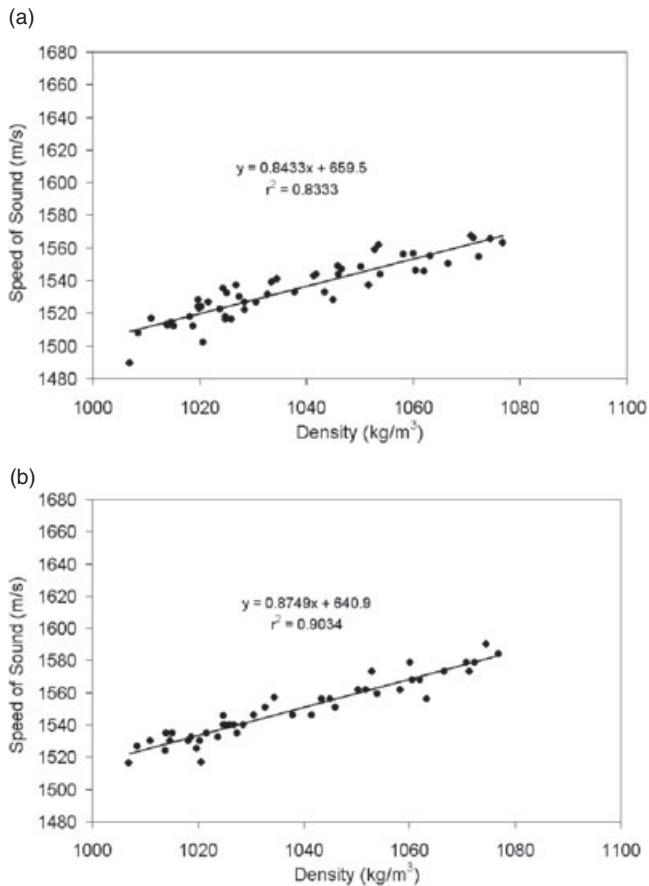 (a)
1680
1660
1640
1620
1600
1580
1560
1540
1520
1500
1480
Speed of Sound (m/s)
y = 0.8433x + 659.5
r² = 0.8333
1000 1020 1040 1060 1080 1100
Density (kg/m³)
(b)
1680
1660
1640
1620
1600
1580
1560
1540
1520
1500
1480
Speed of Sound (m/s)
y = 0.8749x + 640.9
r² = 0.9034
1000 1020 1040 1060 1080 1100
Density (kg/m³)